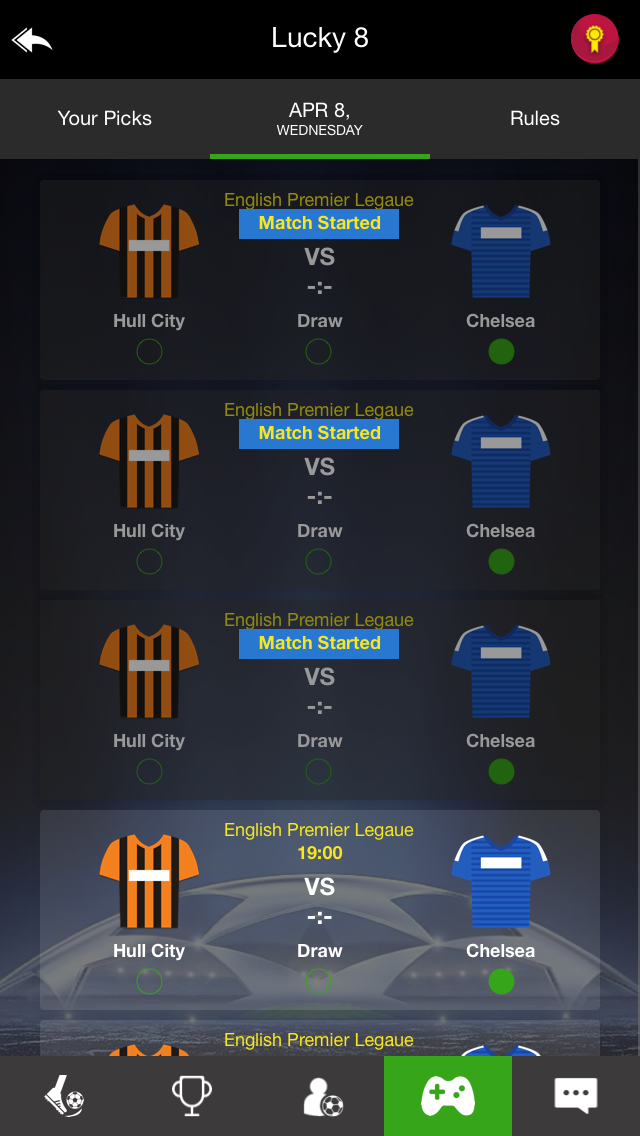 Lucky 8
Your Picks
APR 8,
WEDNESDAY
Rules
English Premier Legaue
Match Started
VS
-:-
Hull City Draw Chelsea
English Premier Legaue
Match Started
VS
-:-
Hull City Draw Chelsea
English Premier Legaue
Match Started
VS
-:-
Hull City Draw Chelsea
English Premier Legaue
19:00
VS
-:-
Hull City Draw Chelsea
English Premier Legaue